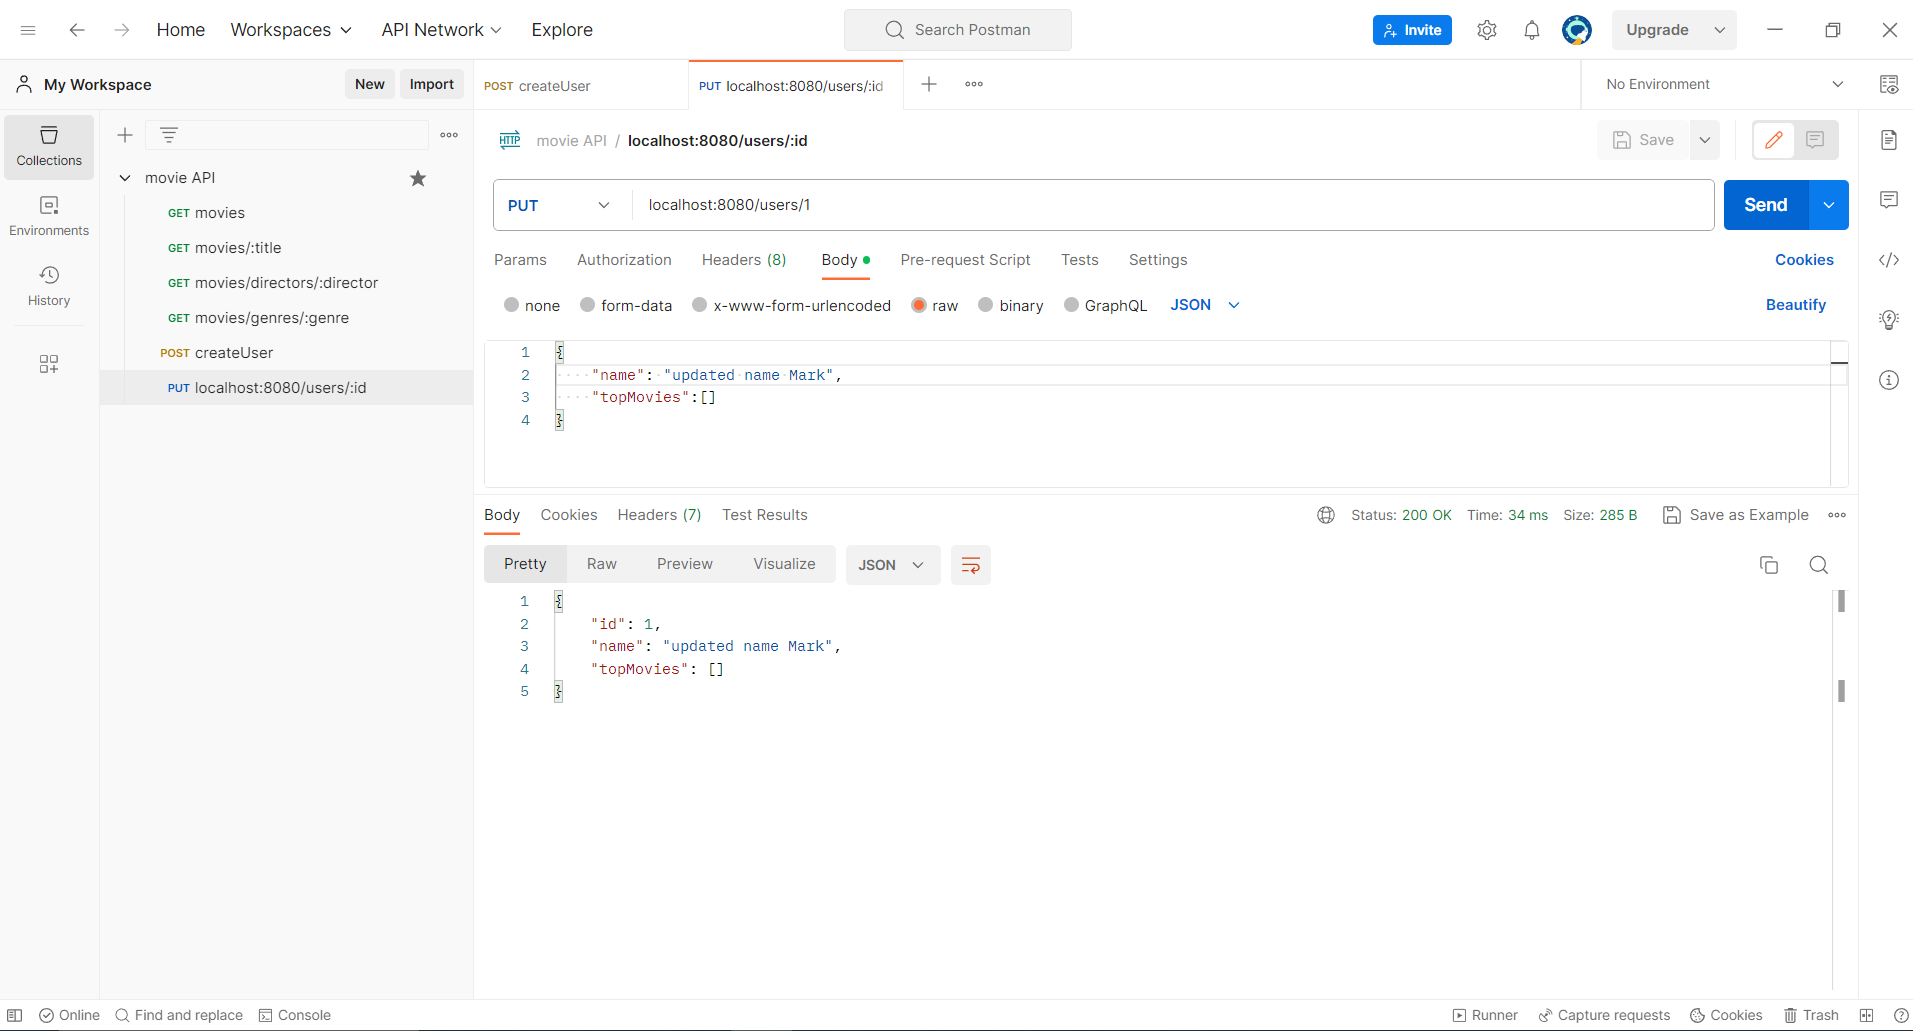 Home Workspaces API Network Explore Search Postman Invite Upgrade
My Workspace New Import POST createUser PUT localhost:8080/users/:id No Environment
Collections
Environments
History
movie API
GET movies
GET movies/:title
GET movies/directors/:director
GET movies/genres/:genre
POST createUser
PUT localhost:8080/users/:id
HTTP movie API / localhost:8080/users/:id Save
PUT localhost:8080/users/1 Send
Params Authorization Headers (8) Body Pre-request Script Tests Settings Cookies
none form-data x-www-form-urlencoded raw binary GraphQL JSON Beautify
1 {
2 ····"name":·"updated·name·Mark",
3 ····"topMovies":[]
4 }
Body Cookies Headers (7) Test Results Status: 200 OK Time: 34 ms Size: 285 B Save as Example
Pretty Raw Preview Visualize JSON
1 {
2 "id": 1,
3 "name": "updated name Mark",
4 "topMovies": []
5 }
Online Find and replace Console Runner Capture requests Cookies Trash